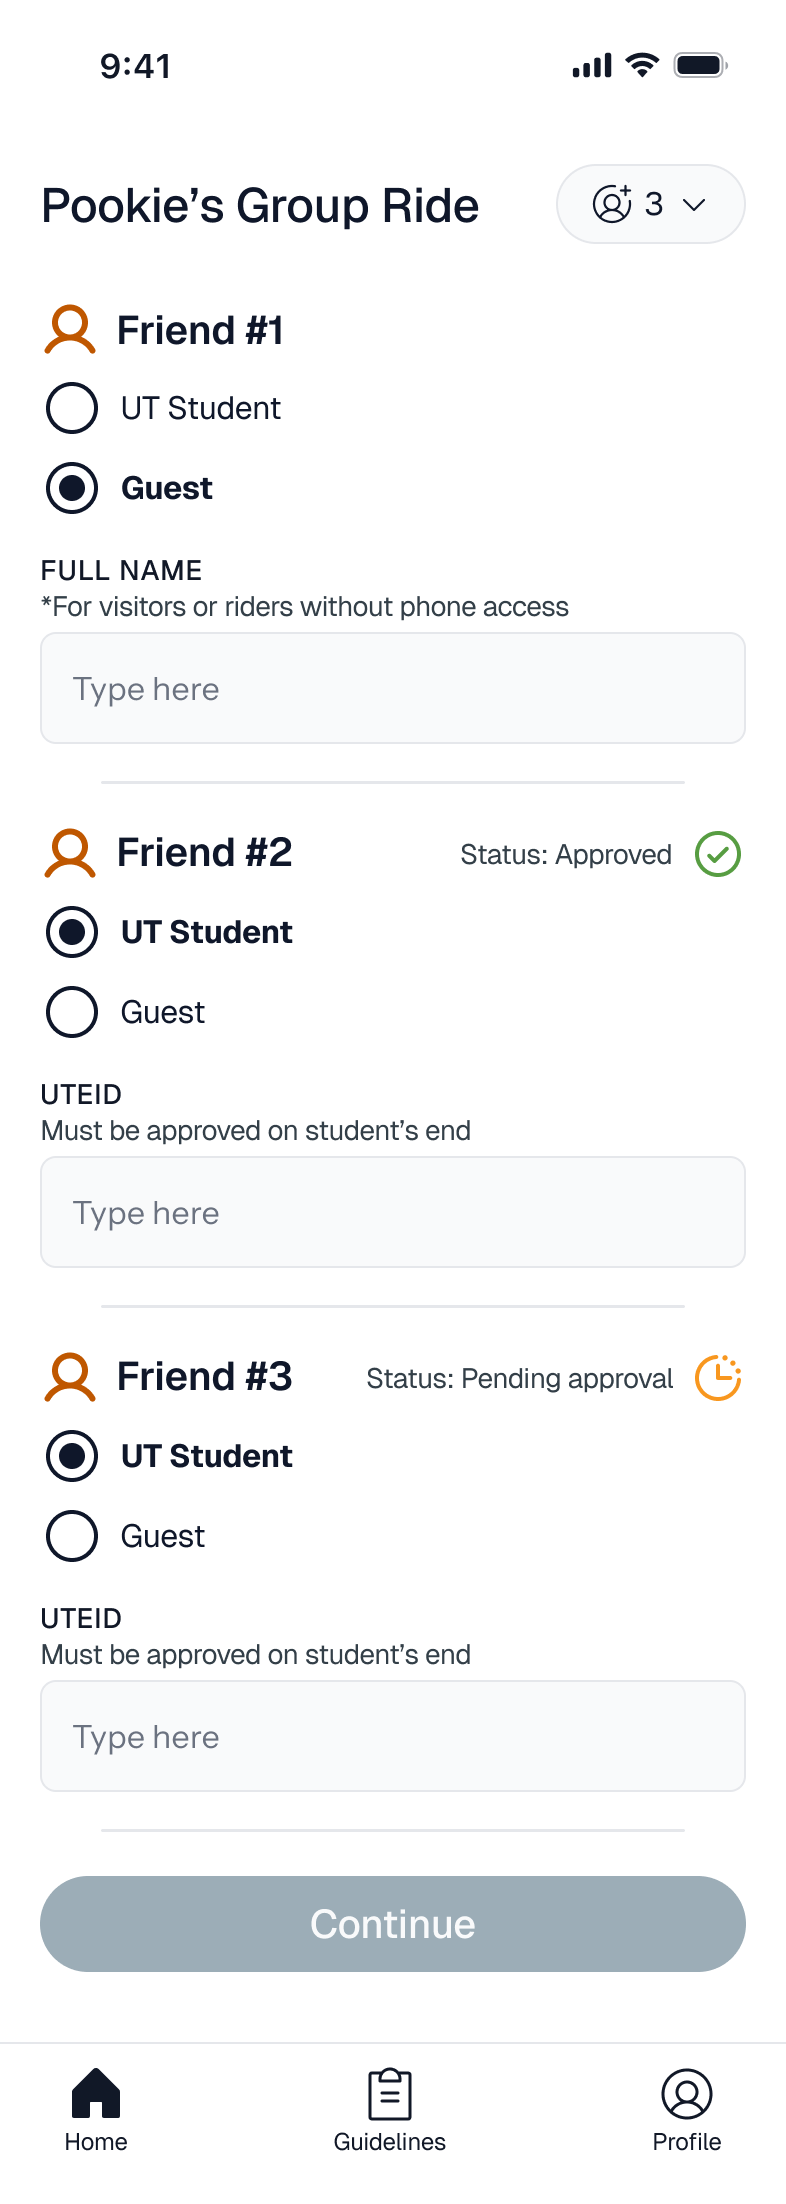 9:41
Pookie’s Group Ride
3
Friend #1
UT Student
Guest
FULL NAME
*For visitors or riders without phone access
Type here
Friend #2
Status: Approved
UT Student
Guest
UTEID
Must be approved on student’s end
Type here
Friend #3
Status: Pending approval
UT Student
Guest
UTEID
Must be approved on student’s end
Type here
Continue
Home
Guidelines
Profile